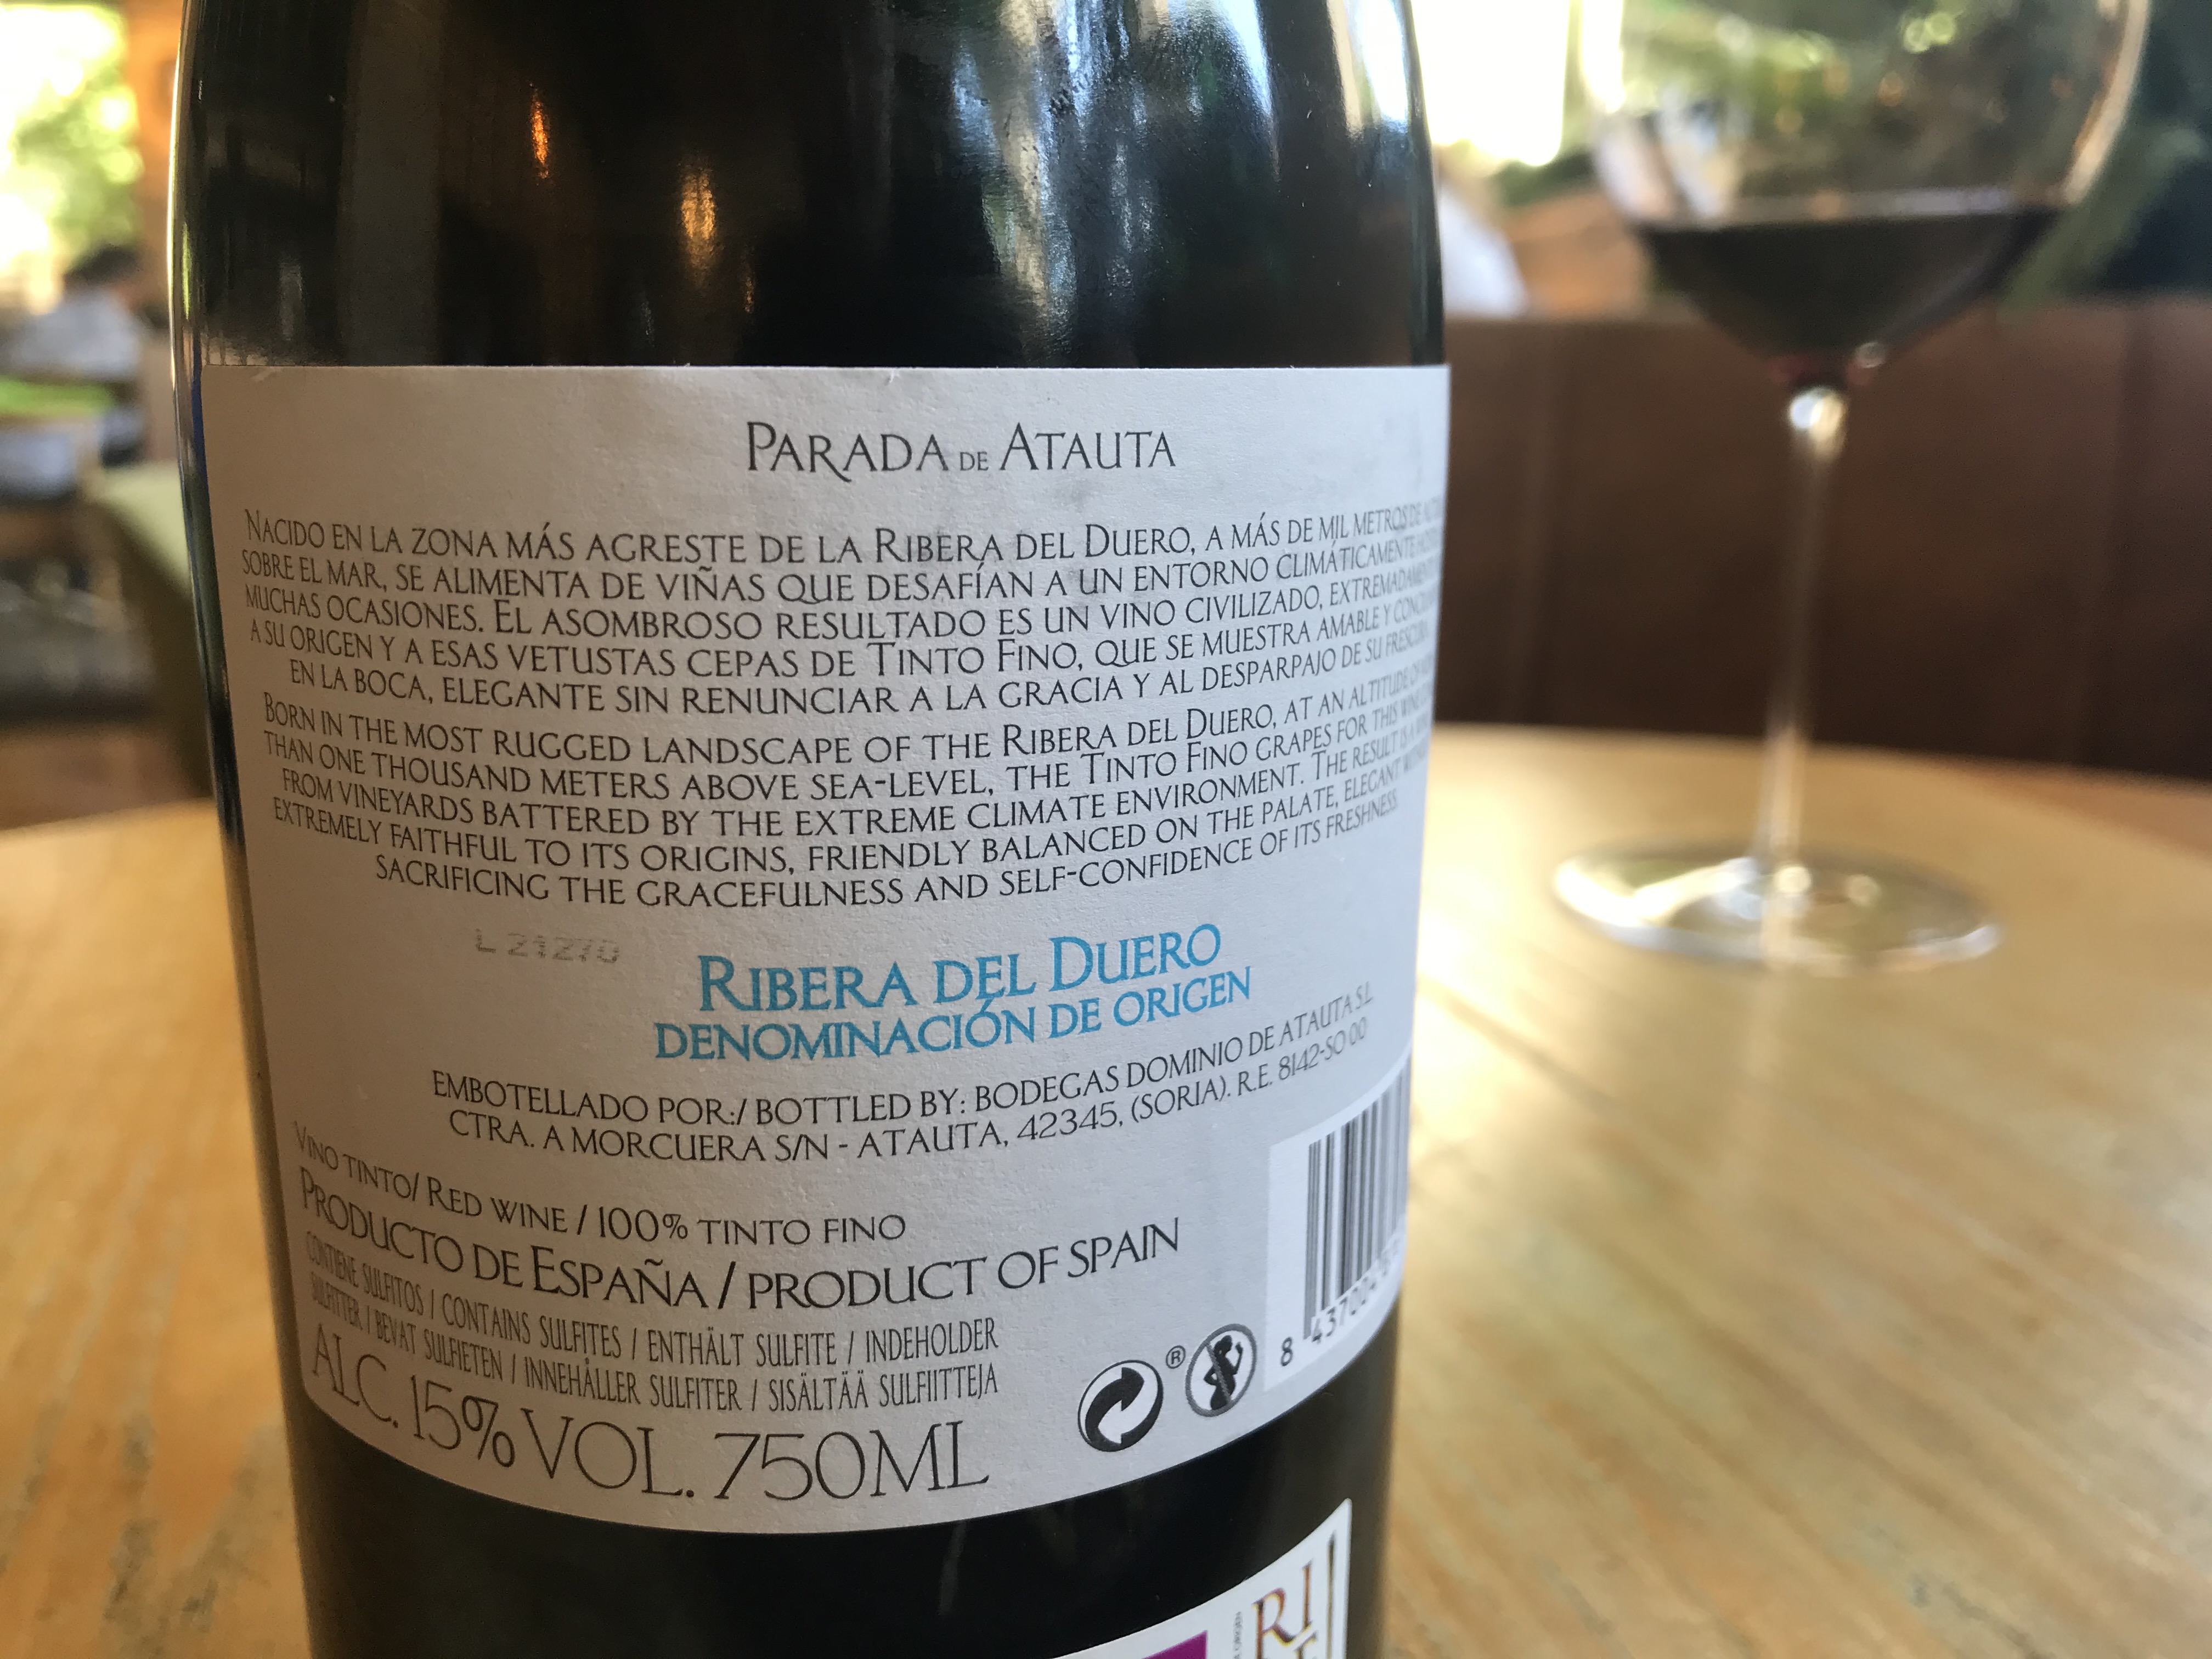 PARADA DE ATAUTA
NACIDO EN LA ZONA MÁS AGRESTE DE LA RIBERA DEL DUERO, A MÁS DE MIL METROS DE
SOBRE EL MAR, SE ALIMENTA DE VIÑAS QUE DESAFÍAN A UN ENTORNO CLIMÁTICAMENTE
MUCHAS OCASIONES. EL ASOMBROSO RESULTADO ES UN VINO CIVILIZADO,
A SU ORIGEN Y A ESAS VETUSTAS CEPAS DE TINTO FINO, QUE SE MUESTRA AMABLE Y
EN LA BOCA, ELEGANTE SIN RENUNCIAR A LA GRACIA Y AL DESPARPAJO DE SU
BORN IN THE MOST RUGGED LANDSCAPE OF THE RIBERA DEL DUERO, AT AN ALTITUDE
THAN ONE THOUSAND METERS ABOVE SEA-LEVEL, THE TINTO FINO GRAPES FOR THIS WINE
FROM VINEYARDS BATTERED BY THE EXTREME CLIMATE ENVIRONMENT. THE RESULT IS A
EXTREMELY FAITHFUL TO ITS ORIGINS, FRIENDLY BALANCED ON THE PALATE, ELEGANT
SACRIFICING THE GRACEFULNESS AND SELF-CONFIDENCE OF ITS FRESHNESS.
L 21270
RIBERA DEL DUERO
DENOMINACIÓN DE ORIGEN
EMBOTELLADO POR:/ BOTTLED BY: BODEGAS DOMINIO DE ATAUTA S.L.
CTRA. A MORCUERA S/N - ATAUTA, 42345, (SORIA). R.E. 8142-SO 00
VINO TINTO/ RED WINE / 100% TINTO FINO
PRODUCTO DE ESPAÑA / PRODUCT OF SPAIN
CONTIENE SULFITOS / CONTAINS SULFITES / ENTHÄLT SULFITE / INDEHOLDER
SULFITTER / BEVAT SULFIETEN / INNEHÅLLER SULFITER / SISÄLTÄÄ SULFIITTEJA
ALC. 15% VOL. 750ML
®
8 437004
RI